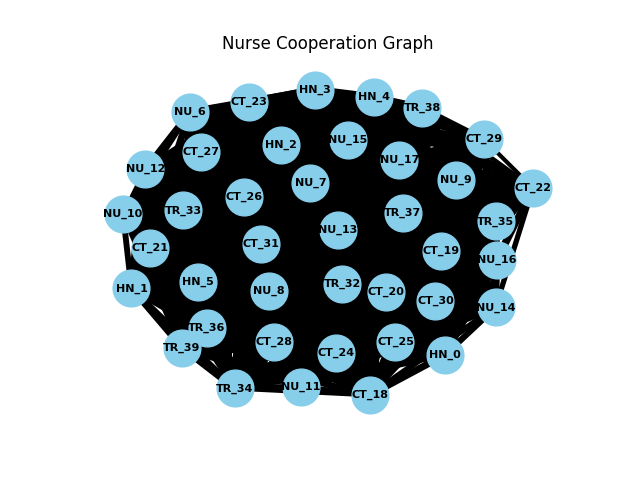 Nurse Cooperation Graph
HN_3
HN_4
CT_23
TR_38
NU_6
CT_29
NU_15
HN_2
CT_27
NU_17
NU_12
NU_9
NU_7
CT_22
CT_26
TR_33
TR_37
NU_10
TR_35
NU_13
CT_31
CT_21
CT_19
NU_16
HN_5
TR_32
HN_1
NU_8
CT_20
CT_30
NU_14
TR_36
CT_28
CT_25
TR_39
CT_24
HN_0
NU_11
TR_34
CT_18